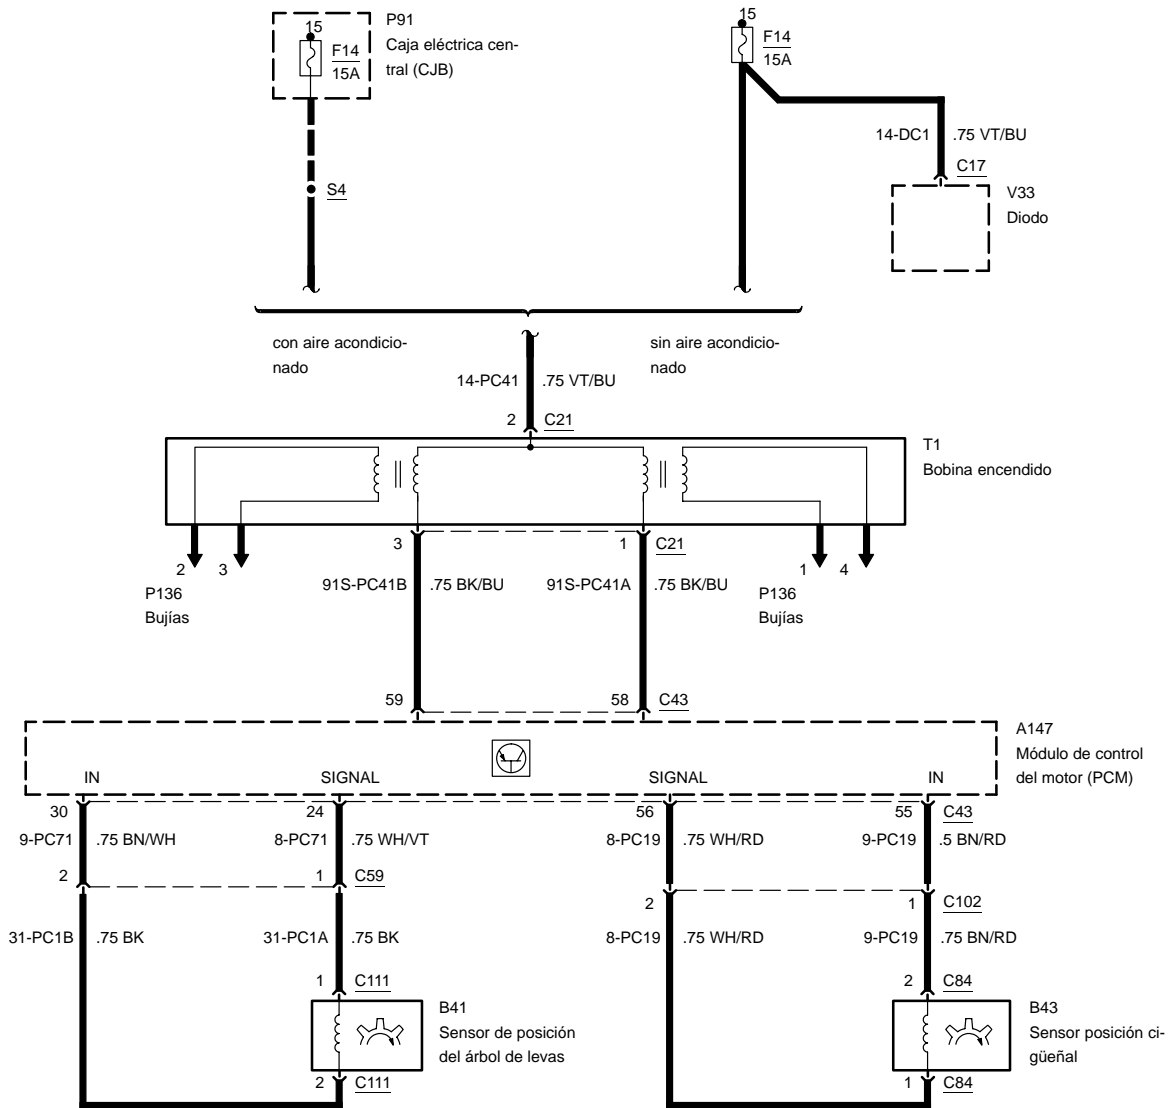 15
P91
F14
Caja eléctrica cen-
15A
tral (CJB)
S4
15
F14
15A
14-DC1 .75 VT/BU
C17
V33
Diodo
con aire acondicio-
nado
sin aire acondicio-
nado
14-PC41 .75 VT/BU
2 C21
T1
Bobina encendido
3 1 C21
2 3 1 4
P136
Bujías
91S-PC41B .75 BK/BU 91S-PC41A .75 BK/BU
P136
Bujías
59 58 C43
A147
Módulo de control
del motor (PCM)
IN SIGNAL SIGNAL IN
30 24 56 55 C43
9-PC71 .75 BN/WH 8-PC71 .75 WH/VT 8-PC19 .75 WH/RD 9-PC19 .5 BN/RD
2 1 C59
2 1 C102
31-PC1B .75 BK 31-PC1A .75 BK 8-PC19 .75 WH/RD 9-PC19 .75 BN/RD
1 C111 2 C84
B41
Sensor de posición
del árbol de levas
B43
Sensor posición ci-
güeñal
2 C111 1 C84